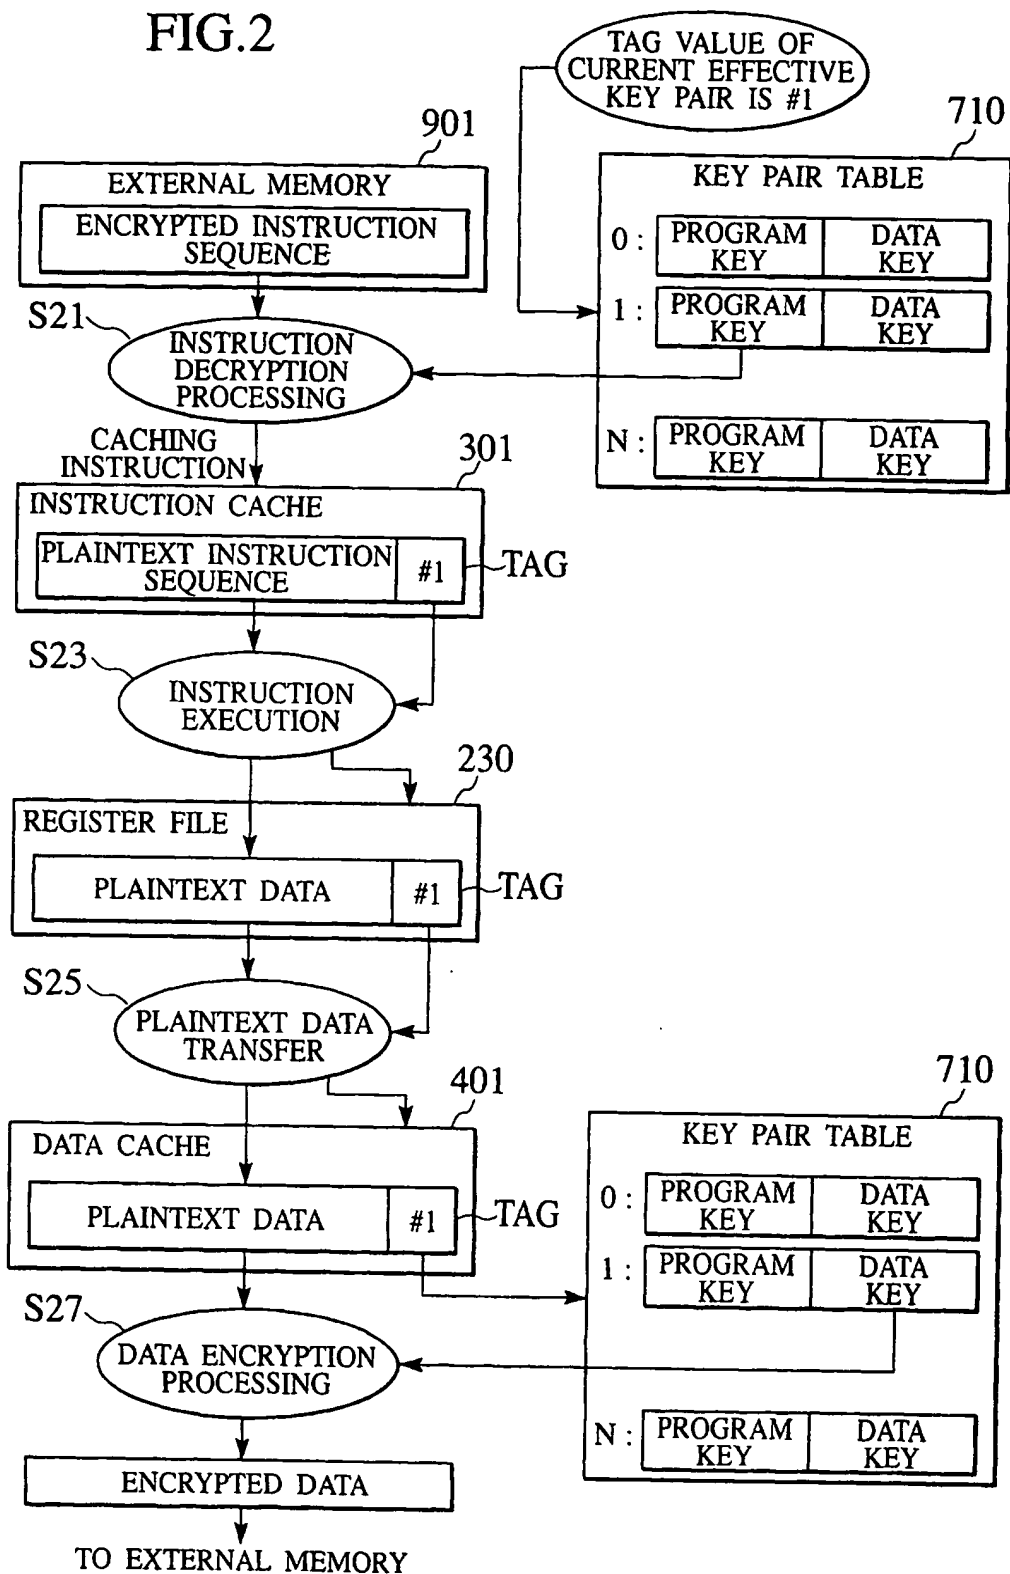 FIG.2
TAG VALUE OF
CURRENT EFFECTIVE
KEY PAIR IS #1
901
710
EXTERNAL MEMORY
ENCRYPTED INSTRUCTION
SEQUENCE
KEY PAIR TABLE
0 : PROGRAM KEY DATA KEY
1 : PROGRAM KEY DATA KEY
N : PROGRAM KEY DATA KEY
S21
INSTRUCTION
DECRYPTION
PROCESSING
CACHING
INSTRUCTION
301
INSTRUCTION CACHE
PLAINTEXT INSTRUCTION
SEQUENCE
#1
TAG
S23
INSTRUCTION
EXECUTION
230
REGISTER FILE
PLAINTEXT DATA
#1
TAG
S25
PLAINTEXT DATA
TRANSFER
401
DATA CACHE
PLAINTEXT DATA
#1
TAG
710
KEY PAIR TABLE
0 : PROGRAM KEY DATA KEY
1 : PROGRAM KEY DATA KEY
N : PROGRAM KEY DATA KEY
S27
DATA ENCRYPTION
PROCESSING
ENCRYPTED DATA
TO EXTERNAL MEMORY